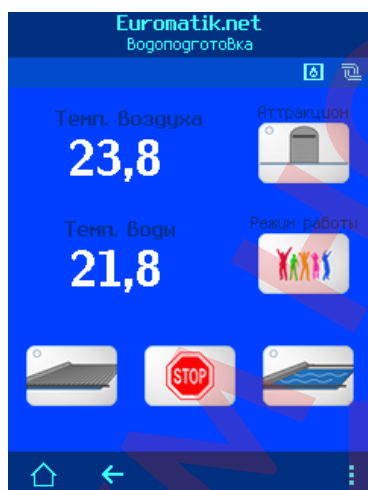 Euromatik.net
Водоподготовка
Темп. Воздуха
Аттракцион
23,8
Темп. Воды
Режим работы
21,8
STOP